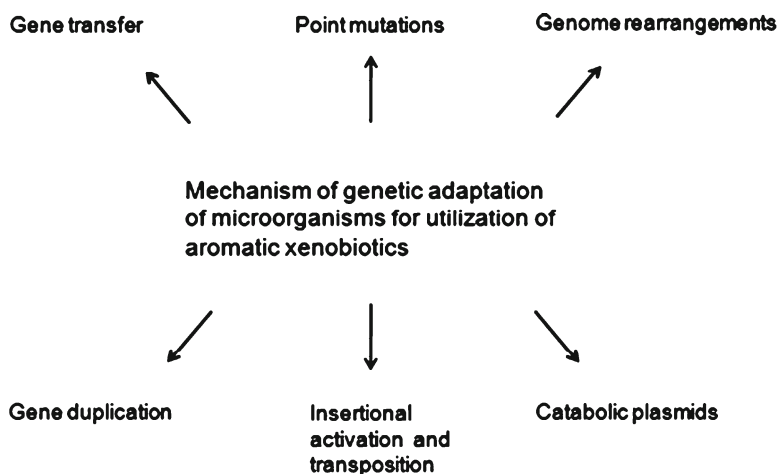 Gene transfer
Point mutations
Genome rearrangements
Mechanism of genetic adaptation
of microorganisms for utilization of
aromatic xenobiotics
Gene duplication
Insertional
activation and
transposition
Catabolic plasmids